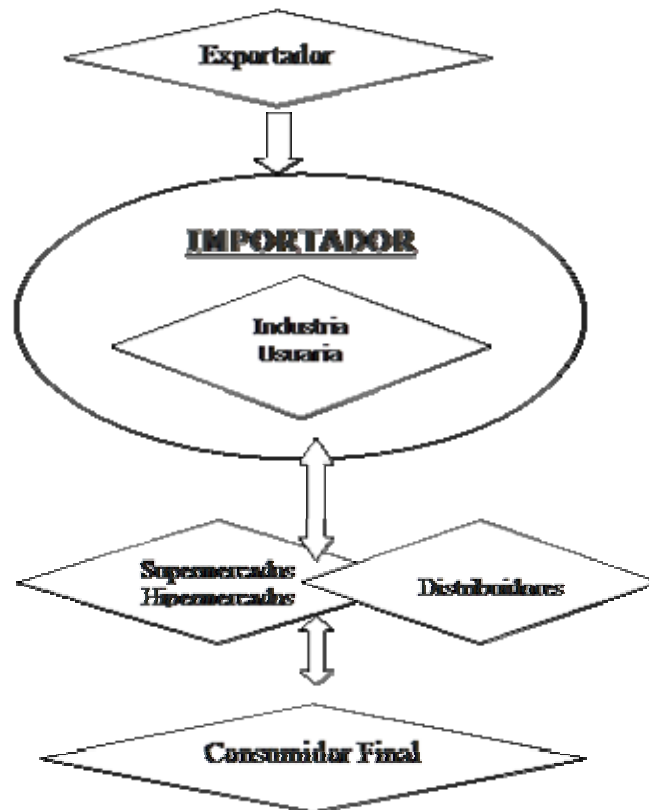 Exportador
IMPORTADOR
Industria
Usuaria
Supermercados
Hipermercados
Distribuidores
Consumidor Final